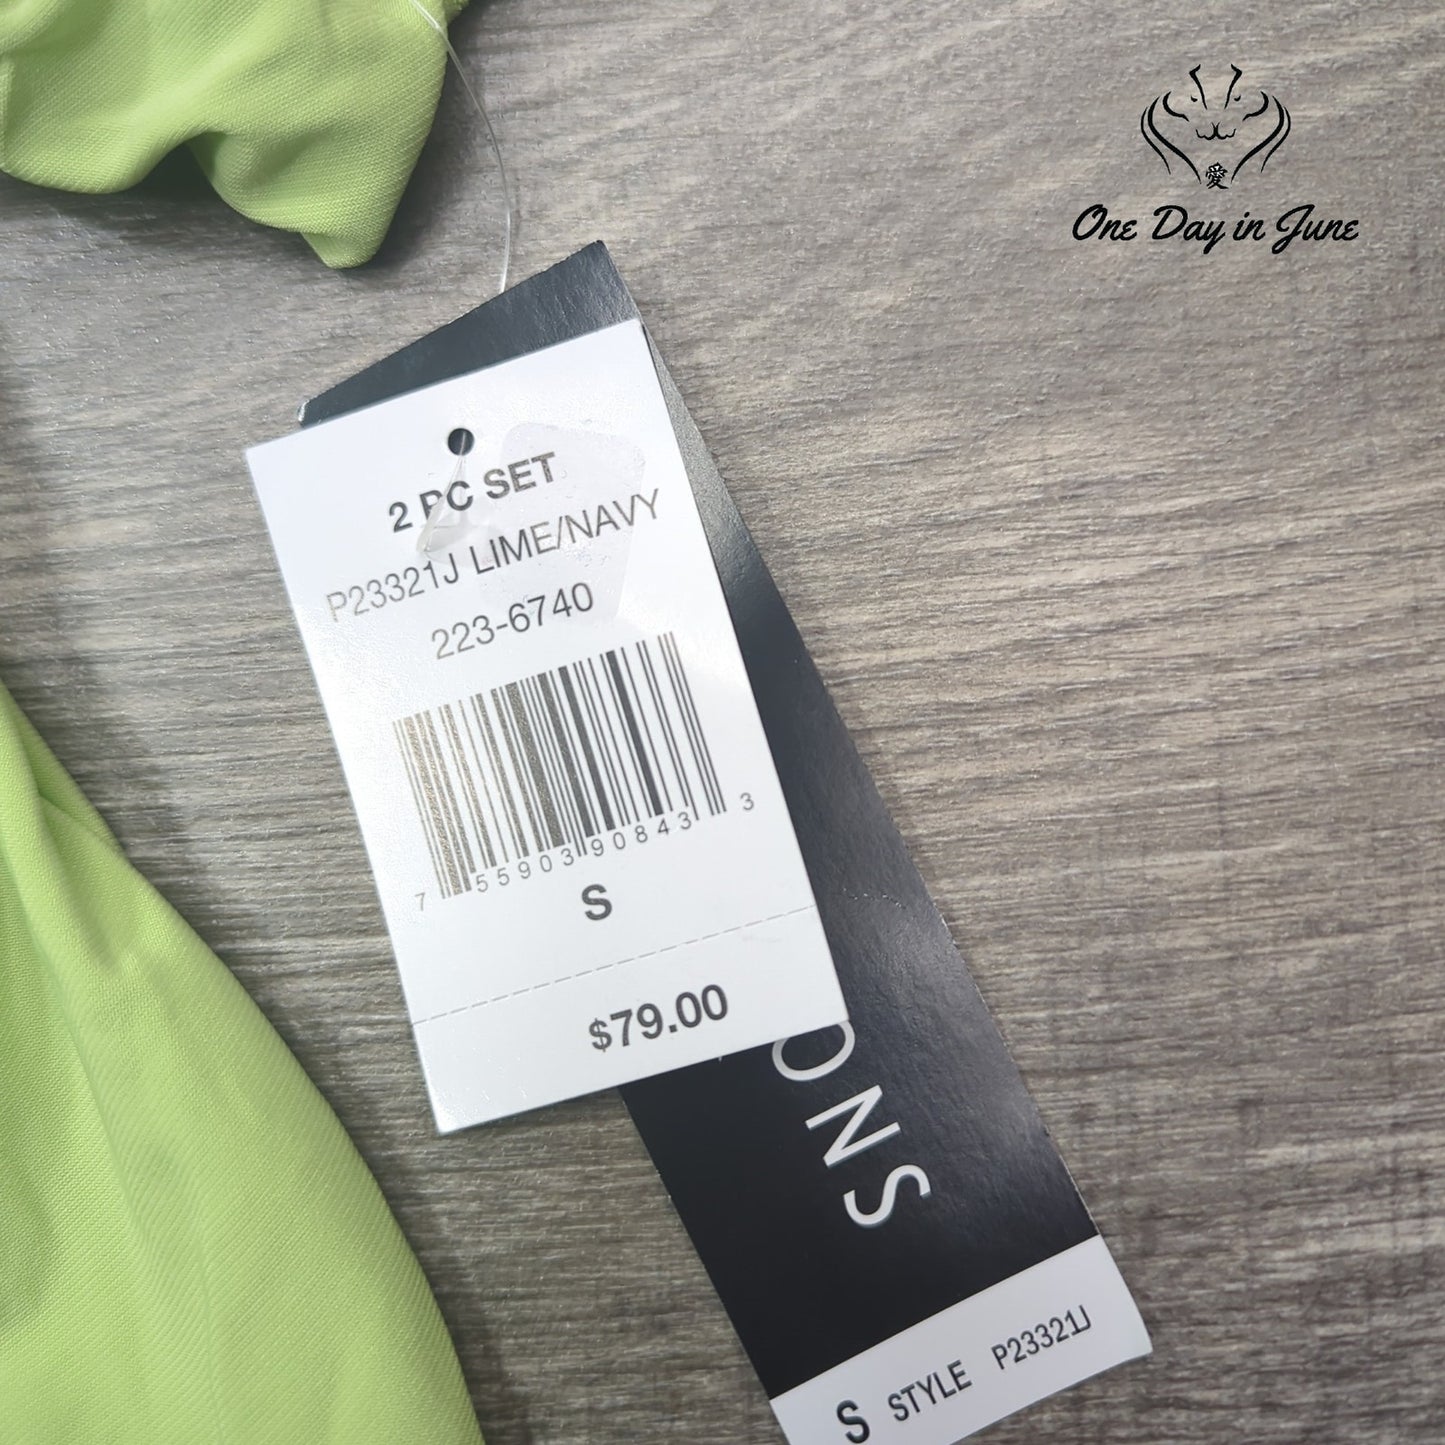 愛
One Day in June
2 PC SET
P23321J LIME/NAVY
223-6740
7 55903 90843 3
S
$79.00
ONS
S STYLE P23321J